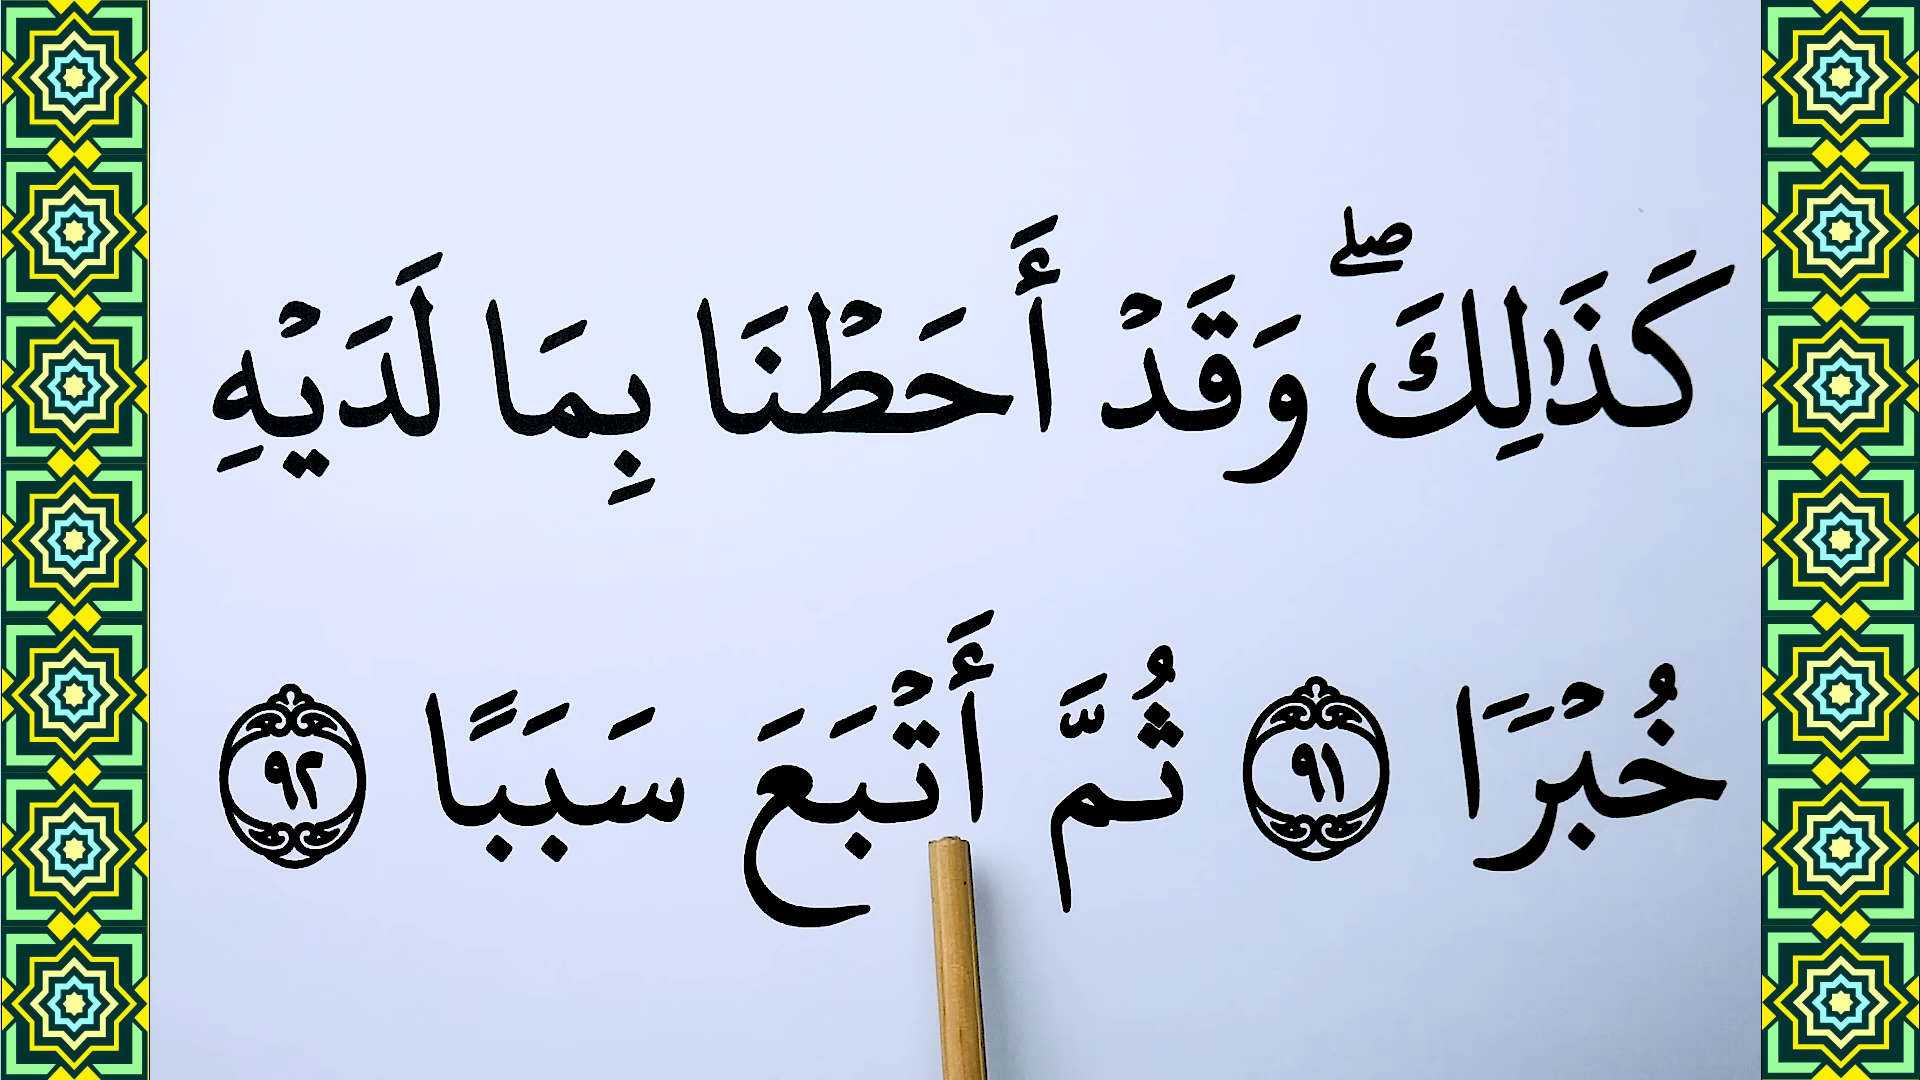 كَذَٰلِكَۖ وَقَدْ أَحَطْنَا بِمَا لَدَيْهِ
خُبْرًا ٩١ ثُمَّ أَتْبَعَ سَبَبًا ٩٢